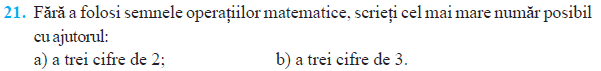 21. Fără a folosi semnele operațiilor matematice, scrieți cel mai mare număr posibil
cu ajutorul:
a) a trei cifre de 2; b) a trei cifre de 3.